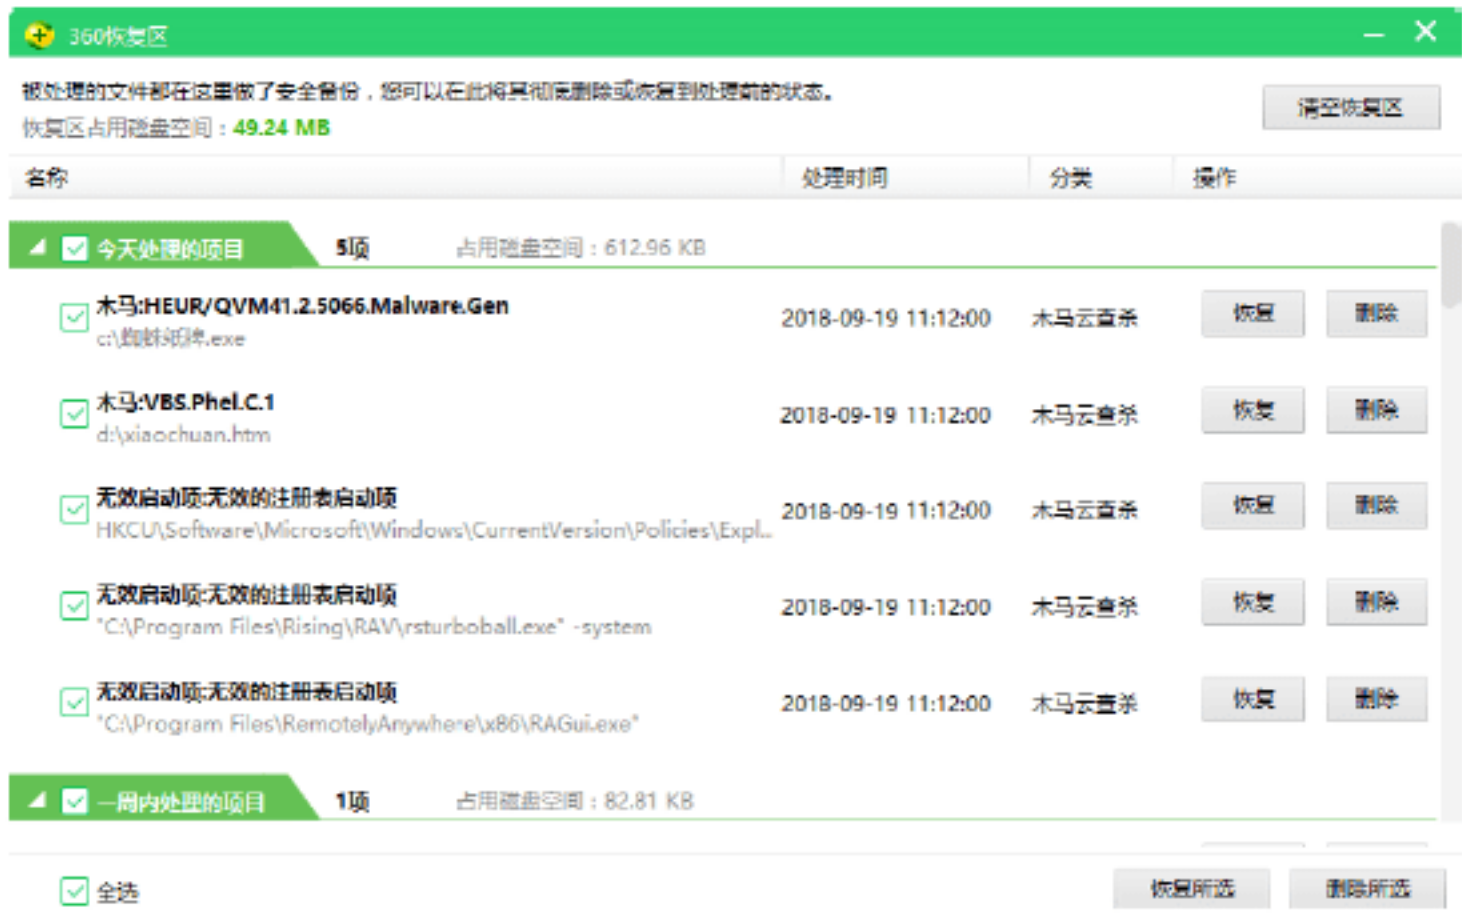 360恢复区
被处理的文件都在这里做了安全备份，您可以在此将其彻底删除或恢复到处理前的状态。
恢复区占用磁盘空间：49.24 MB
清空恢复区
名称 处理时间 分类 操作
今天处理的项目 5项 占用磁盘空间：612.96 KB
木马:HEUR/QVM41.2.5066.Malware.Gen
c:\蜘蛛纸牌.exe
2018-09-19 11:12:00 木马云查杀 恢复 删除
木马:VBS.Phel.C.1
d:\xiaochuan.htm
2018-09-19 11:12:00 木马云查杀 恢复 删除
无效启动项:无效的注册表启动项
HKCU\Software\Microsoft\Windows\CurrentVersion\Policies\Expl...
2018-09-19 11:12:00 木马云查杀 恢复 删除
无效启动项:无效的注册表启动项
"C:\Program Files\Rising\RAV\rsturboball.exe" -system
2018-09-19 11:12:00 木马云查杀 恢复 删除
无效启动项:无效的注册表启动项
"C:\Program Files\RemotelyAnywhere\x86\RAGui.exe"
2018-09-19 11:12:00 木马云查杀 恢复 删除
一周内处理的项目 1项 占用磁盘空间：82.81 KB
全选 恢复所选 删除所选